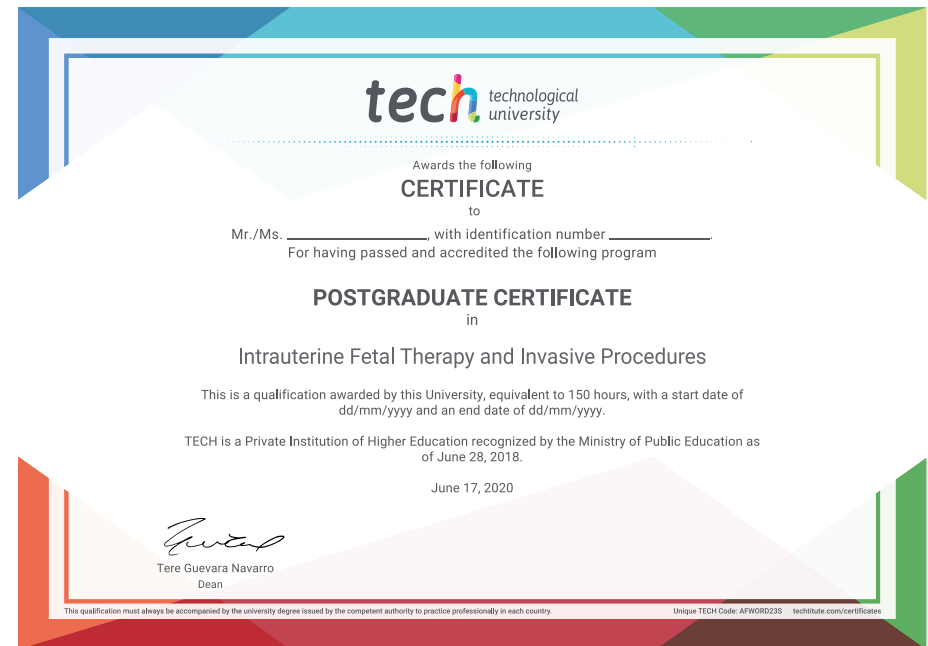 tech technological
university
Awards the following
CERTIFICATE
to
Mr./Ms. ____________________, with identification number ______________.
For having passed and accredited the following program
POSTGRADUATE CERTIFICATE
in
Intrauterine Fetal Therapy and Invasive Procedures
This is a qualification awarded by this University, equivalent to 150 hours, with a start date of
dd/mm/yyyy and an end date of dd/mm/yyyy.
TECH is a Private Institution of Higher Education recognized by the Ministry of Public Education as
of June 28, 2018.
June 17, 2020
Tere Guevara Navarro
Dean
This qualification must always be accompanied by the university degree issued by the competent authority to practice professionally in each country.
Unique TECH Code: AFWORD23S techtitute.com/certificates